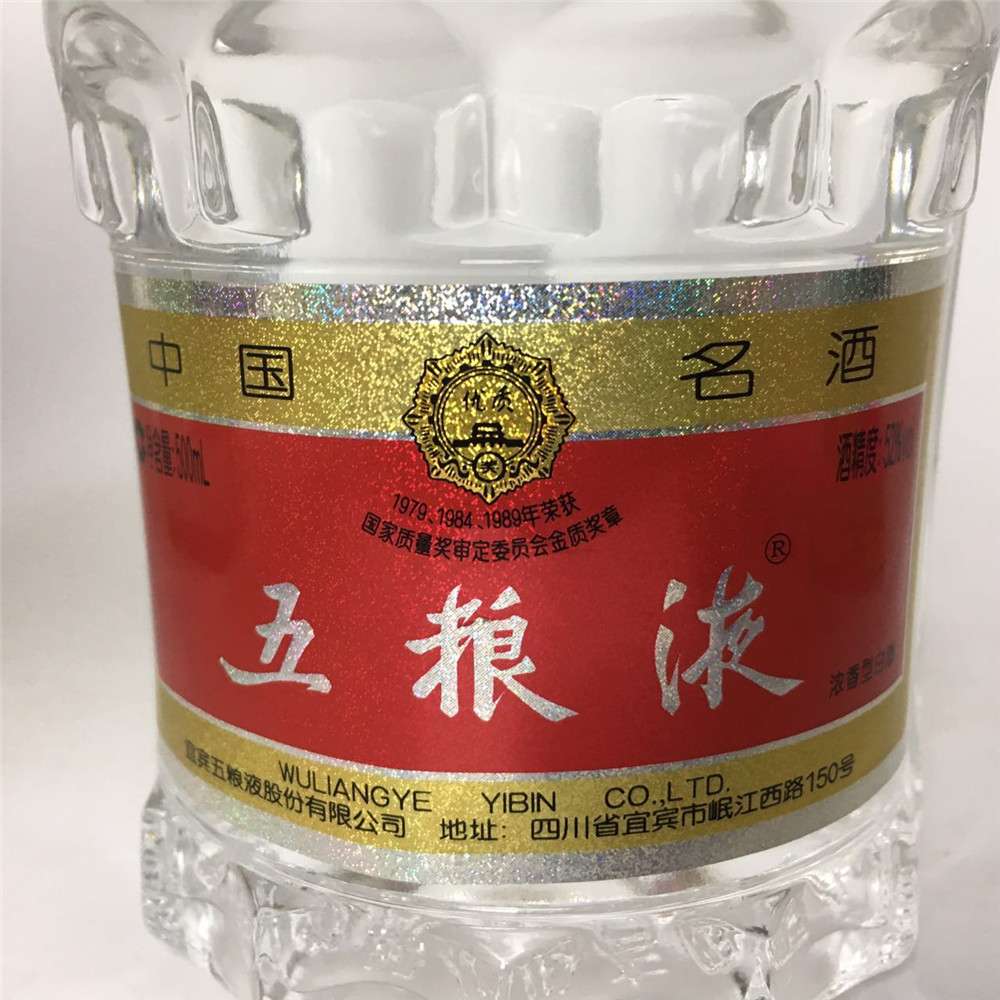 中国 名酒
优质
净含量:500mL 酒精度:52%vol
1979、1984、1989年荣获
国家质量奖审定委员会金质奖章
五粮液®
浓香型白酒
WULIANGYE YIBIN CO.,LTD.
宜宾五粮液股份有限公司 地址:四川省宜宾市岷江西路150号